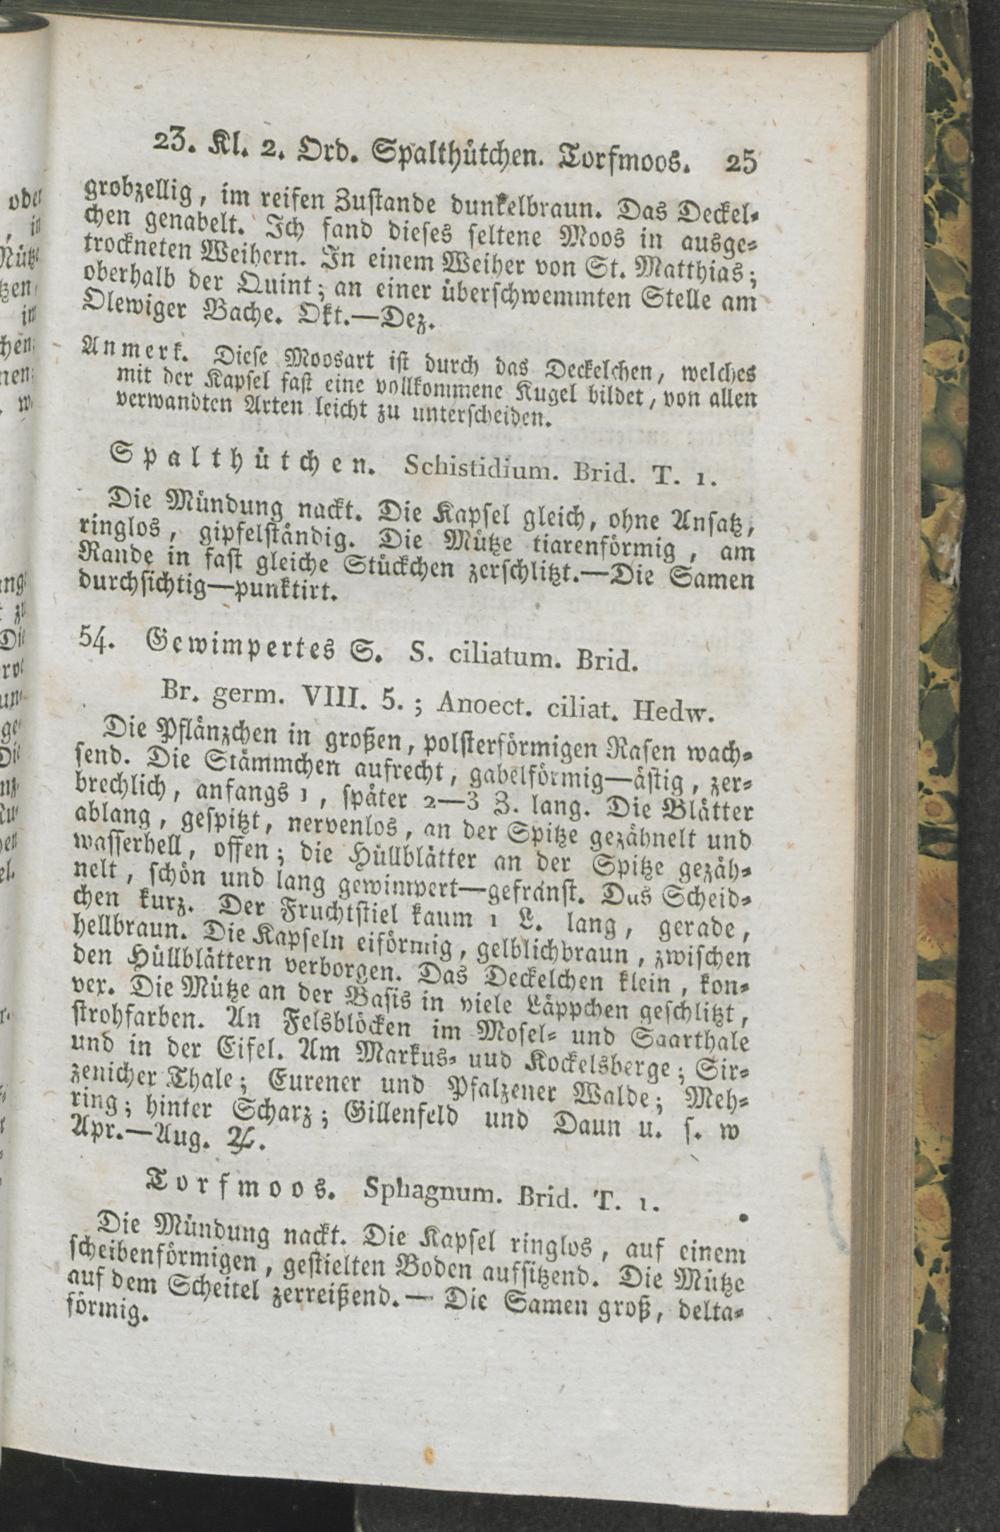 23. Kl. 2. Ord. Spalthütchen. Torfmoos. 25
grobzellig, im reifen Zustande dunkelbraun. Das Deckel-
chen genabelt. Ich fand dieses seltene Moos in ausge-
trockneten Weihern. In einem Weiher von St. Matthias;
oberhalb der Quint; an einer überschwemmten Stelle am
Olewiger Bache. Okt.—Dez.
Anmerk. Diese Moosart ist durch das Deckelchen, welches
mit der Kapsel fast eine vollkommene Kugel bildet, von allen
verwandten Arten leicht zu unterscheiden.
Spalthütchen. Schistidium. Brid. T. 1.
Die Mündung nackt. Die Kapsel gleich, ohne Ansatz,
ringlos, gipfelständig. Die Mütze tiarenförmig, am
Rande in fast gleiche Stückchen zerschlitzt.—Die Samen
durchsichtig—punktirt.
54. Gewimpertes S. S. ciliatum. Brid.
Br. germ. VIII. 5.; Anoect. ciliat. Hedw.
Die Pflänzchen in großen, polsterförmigen Rasen wach-
send. Die Stämmchen aufrecht, gabelförmig—ästig, zer-
brechlich, anfangs 1, später 2—3 Z. lang. Die Blätter
ablang, gespitzt, nervenlos, an der Spitze gezähnelt und
wasserhell, offen; die Hüllblätter an der Spitze gezäh-
nelt, schön und lang gewimpert—gefranst. Das Scheid-
chen kurz. Der Fruchtstiel kaum 1 L. lang, gerade,
hellbraun. Die Kapseln eiförmig, gelblichbraun, zwischen
den Hüllblättern verborgen. Das Deckelchen klein, kon-
vex. Die Mütze an der Basis in viele Läppchen geschlitzt,
strohfarben. An Felsblöcken im Mosel- und Saarthale
und in der Eifel. Am Markus- uud Kockelsberge; Sir-
zenicher Thale; Eurener und Pfalzener Walde; Meh-
ring; hinter Scharz; Gillenfeld und Daun u. s. w
Apr.—Aug. ♃.
Torfmoos. Sphagnum. Brid. T. 1.
Die Mündung nackt. Die Kapsel ringlos, auf einem
scheibenförmigen, gestielten Boden aufsitzend. Die Mütze
auf dem Scheitel zerreißend.— Die Samen groß, delta-
förmig.